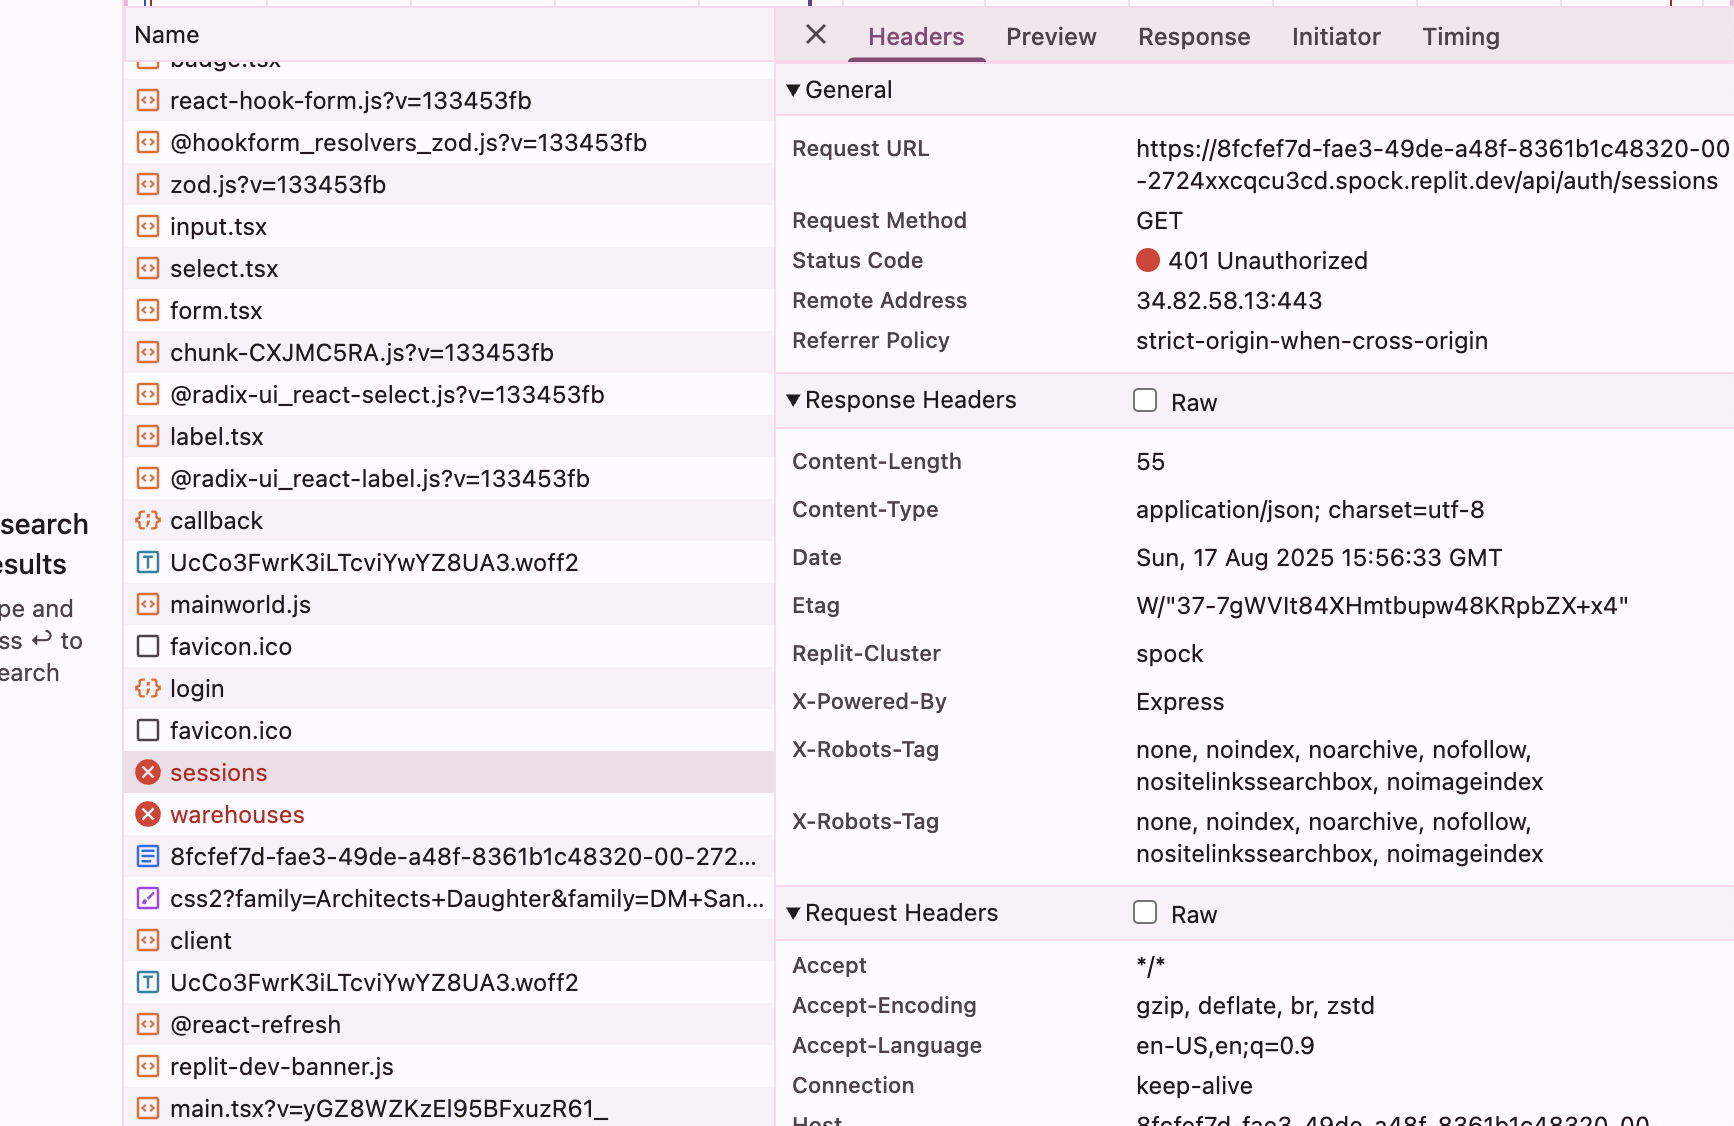 search
esults
pe and
ss ↩ to
earch
Name
badge.tsx
react-hook-form.js?v=133453fb
@hookform_resolvers_zod.js?v=133453fb
zod.js?v=133453fb
input.tsx
select.tsx
form.tsx
chunk-CXJMC5RA.js?v=133453fb
@radix-ui_react-select.js?v=133453fb
label.tsx
@radix-ui_react-label.js?v=133453fb
callback
UcCo3FwrK3iLTcviYwYZ8UA3.woff2
mainworld.js
favicon.ico
login
favicon.ico
sessions
warehouses
8fcfef7d-fae3-49de-a48f-8361b1c48320-00-272...
css2?family=Architects+Daughter&family=DM+San...
client
UcCo3FwrK3iLTcviYwYZ8UA3.woff2
@react-refresh
replit-dev-banner.js
main.tsx?v=yGZ8WZKzEl95BFxuzR61_
Headers Preview Response Initiator Timing
General
Request URL https://8fcfef7d-fae3-49de-a48f-8361b1c48320-00
-2724xxcqcu3cd.spock.replit.dev/api/auth/sessions
Request Method GET
Status Code 401 Unauthorized
Remote Address 34.82.58.13:443
Referrer Policy strict-origin-when-cross-origin
Response Headers Raw
Content-Length 55
Content-Type application/json; charset=utf-8
Date Sun, 17 Aug 2025 15:56:33 GMT
Etag W/"37-7gWVIt84XHmtbupw48KRpbZX+x4"
Replit-Cluster spock
X-Powered-By Express
X-Robots-Tag none, noindex, noarchive, nofollow,
nositelinkssearchbox, noimageindex
X-Robots-Tag none, noindex, noarchive, nofollow,
nositelinkssearchbox, noimageindex
Request Headers Raw
Accept */*
Accept-Encoding gzip, deflate, br, zstd
Accept-Language en-US,en;q=0.9
Connection keep-alive
Host 8fcfef7d-fae3-49de-a48f-8361b1c48320-00-